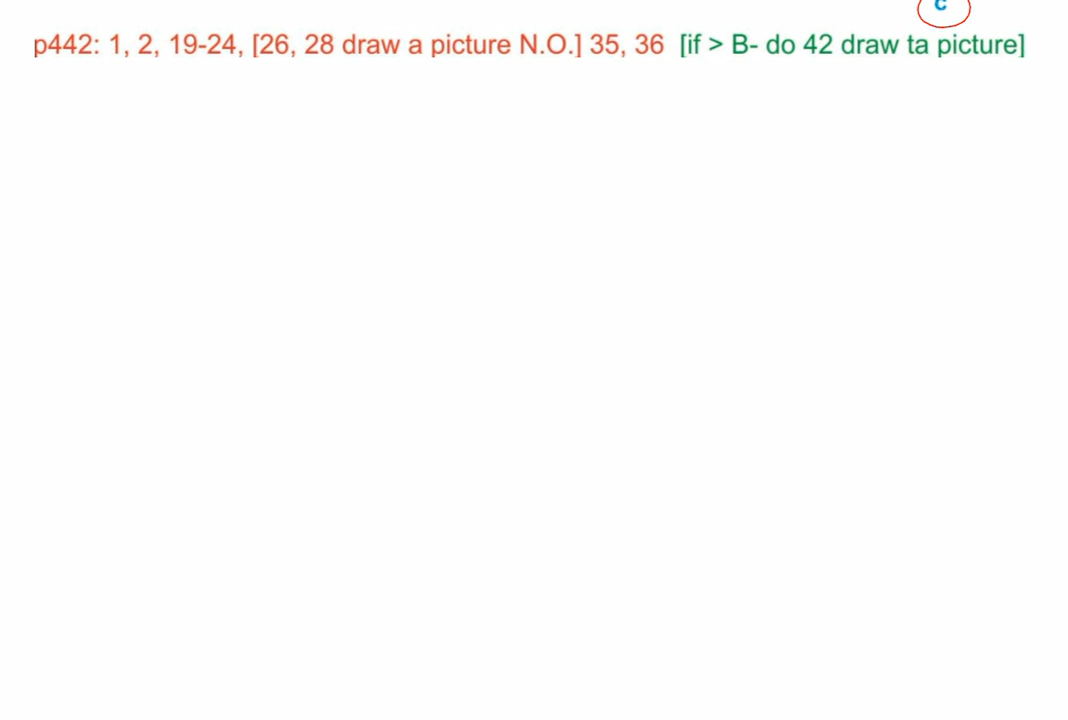 c
p442: 1, 2, 19-24, [26, 28 draw a picture N.O.] 35, 36 [if > B- do 42 draw ta picture]